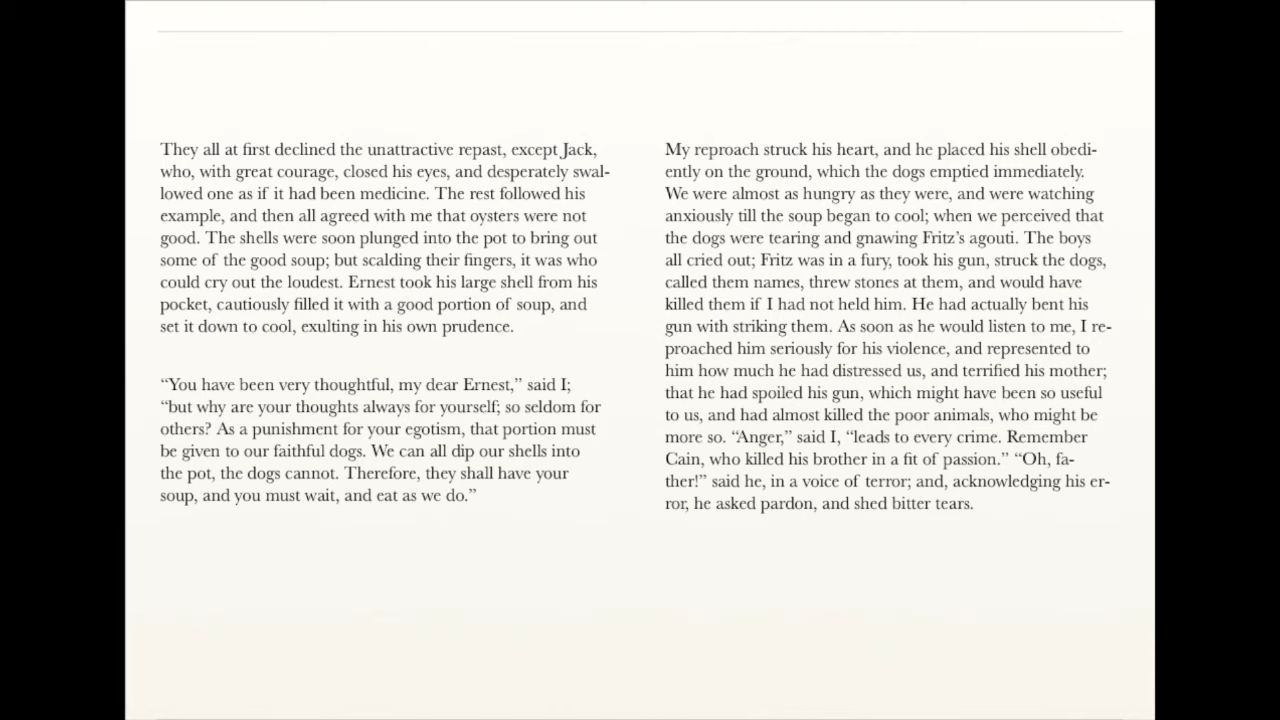 They all at first declined the unattractive repast, except Jack,
who, with great courage, closed his eyes, and desperately swal-
lowed one as if it had been medicine. The rest followed his
example, and then all agreed with me that oysters were not
good. The shells were soon plunged into the pot to bring out
some of the good soup; but scalding their fingers, it was who
could cry out the loudest. Ernest took his large shell from his
pocket, cautiously filled it with a good portion of soup, and
set it down to cool, exulting in his own prudence.
“You have been very thoughtful, my dear Ernest,” said I;
“but why are your thoughts always for yourself; so seldom for
others? As a punishment for your egotism, that portion must
be given to our faithful dogs. We can all dip our shells into
the pot, the dogs cannot. Therefore, they shall have your
soup, and you must wait, and eat as we do.”
My reproach struck his heart, and he placed his shell obedi-
ently on the ground, which the dogs emptied immediately.
We were almost as hungry as they were, and were watching
anxiously till the soup began to cool; when we perceived that
the dogs were tearing and gnawing Fritz’s agouti. The boys
all cried out; Fritz was in a fury, took his gun, struck the dogs,
called them names, threw stones at them, and would have
killed them if I had not held him. He had actually bent his
gun with striking them. As soon as he would listen to me, I re-
proached him seriously for his violence, and represented to
him how much he had distressed us, and terrified his mother;
that he had spoiled his gun, which might have been so useful
to us, and had almost killed the poor animals, who might be
more so. “Anger,” said I, “leads to every crime. Remember
Cain, who killed his brother in a fit of passion.” “Oh, fa-
ther!” said he, in a voice of terror; and, acknowledging his er-
ror, he asked pardon, and shed bitter tears.